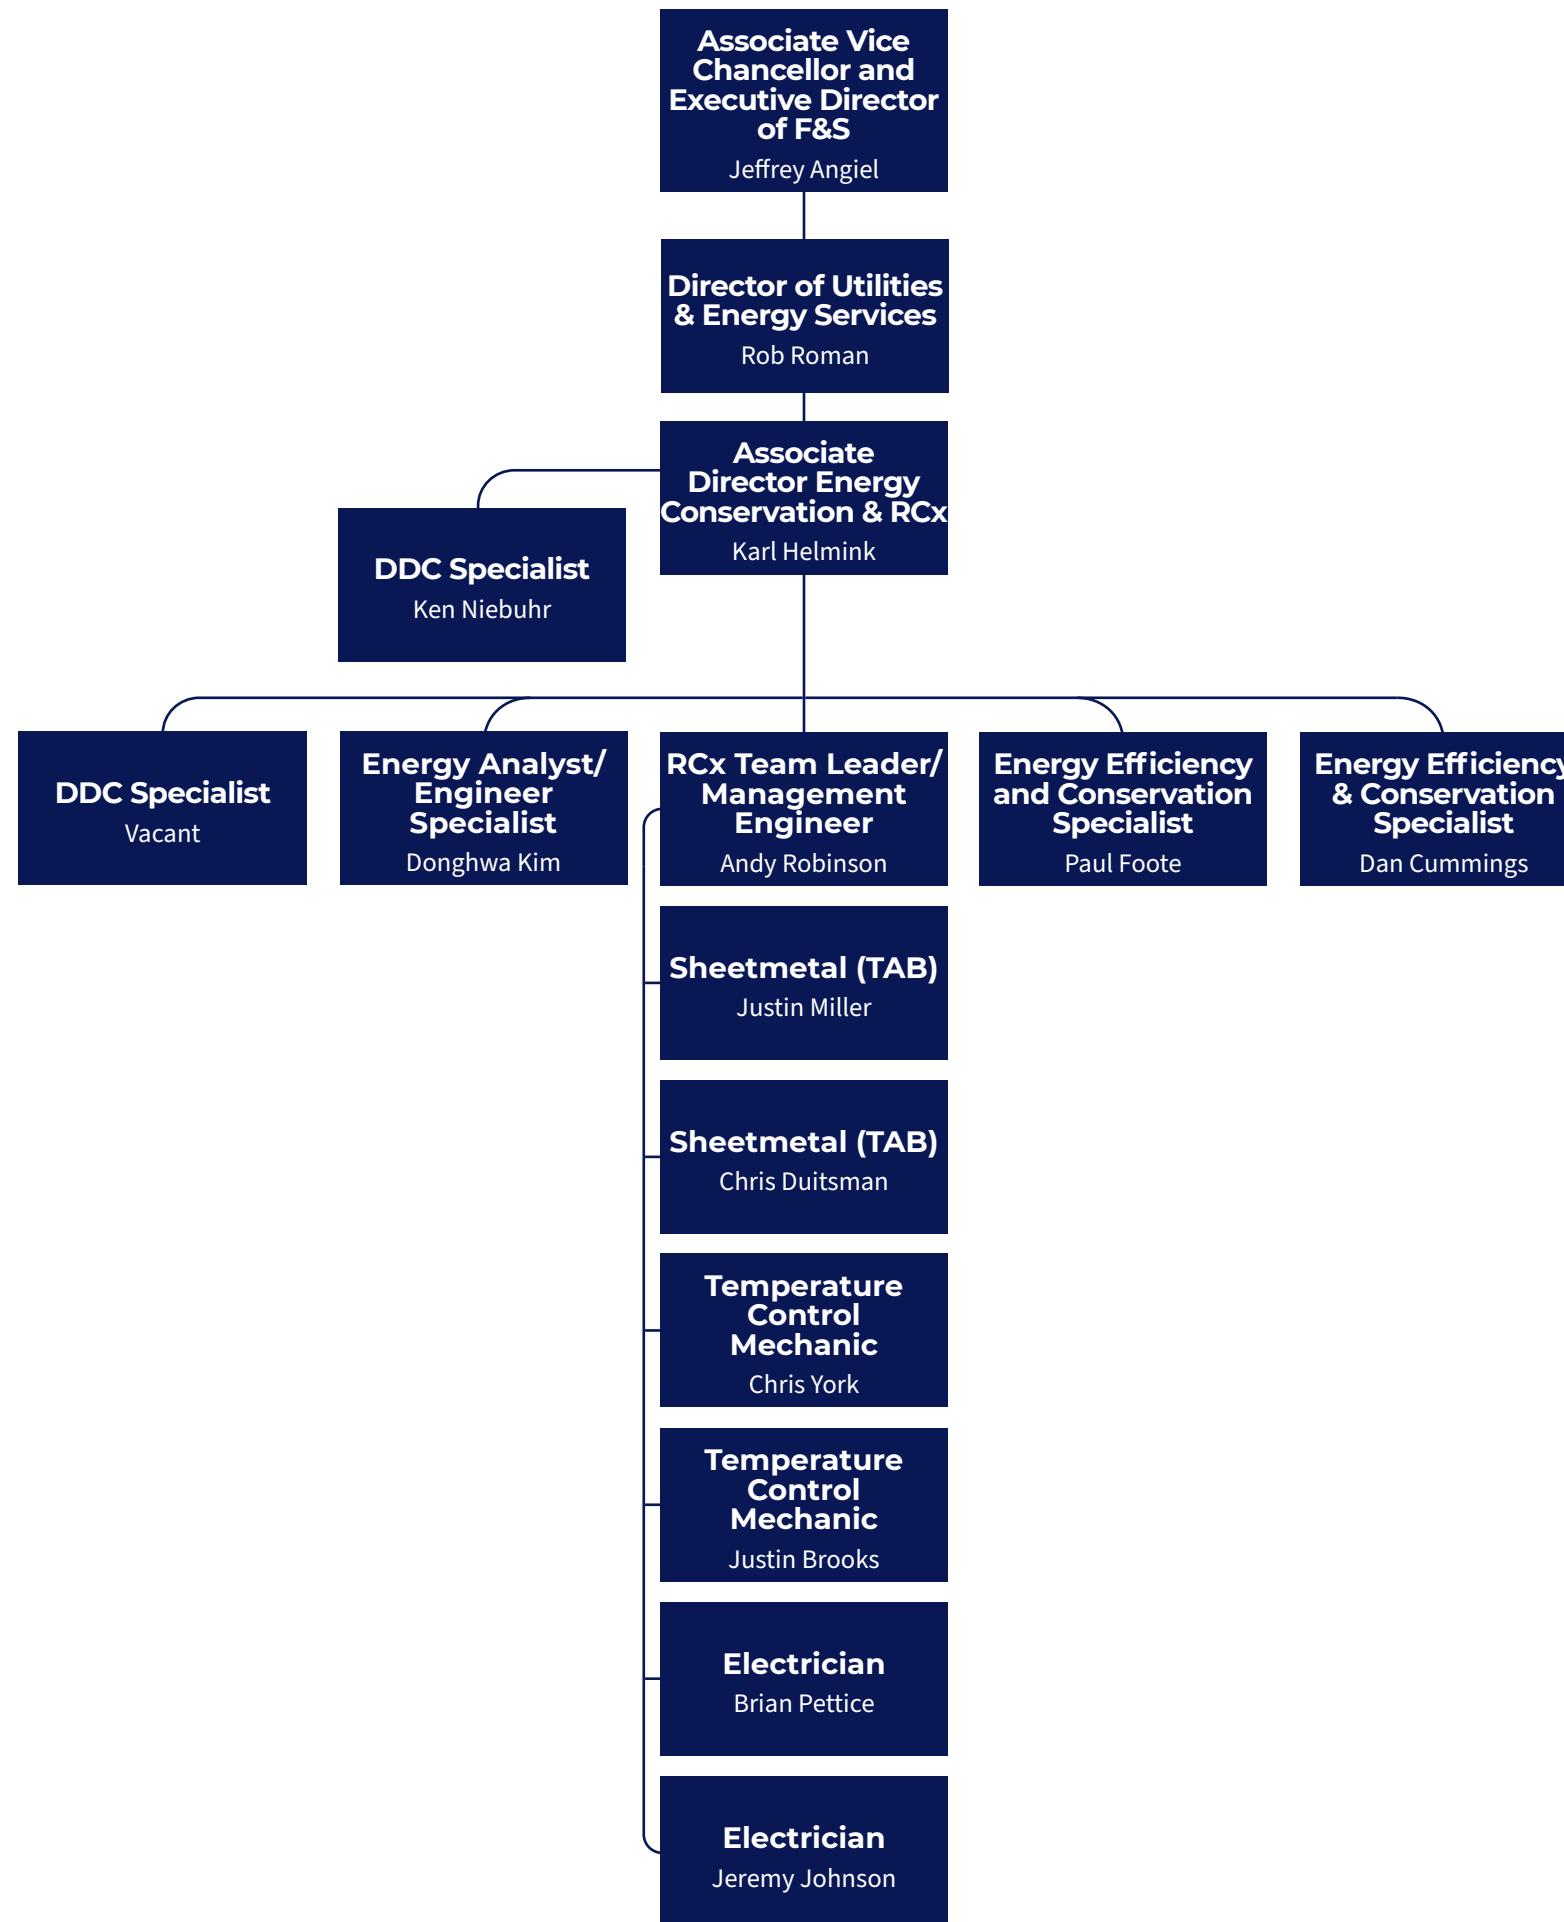 Associate Vice
Chancellor and
Executive Director
of F&S
Jeffrey Angiel
Director of Utilities
& Energy Services
Rob Roman
Associate
Director Energy
Conservation & RCx
Karl Helmink
DDC Specialist
Ken Niebuhr
DDC Specialist
Vacant
Energy Analyst/
Engineer
Specialist
Donghwa Kim
RCx Team Leader/
Management
Engineer
Andy Robinson
Energy Efficiency
and Conservation
Specialist
Paul Foote
Energy Efficiency
& Conservation
Specialist
Dan Cummings
Sheetmetal (TAB)
Justin Miller
Sheetmetal (TAB)
Chris Duitsman
Temperature
Control
Mechanic
Chris York
Temperature
Control
Mechanic
Justin Brooks
Electrician
Brian Pettice
Electrician
Jeremy Johnson